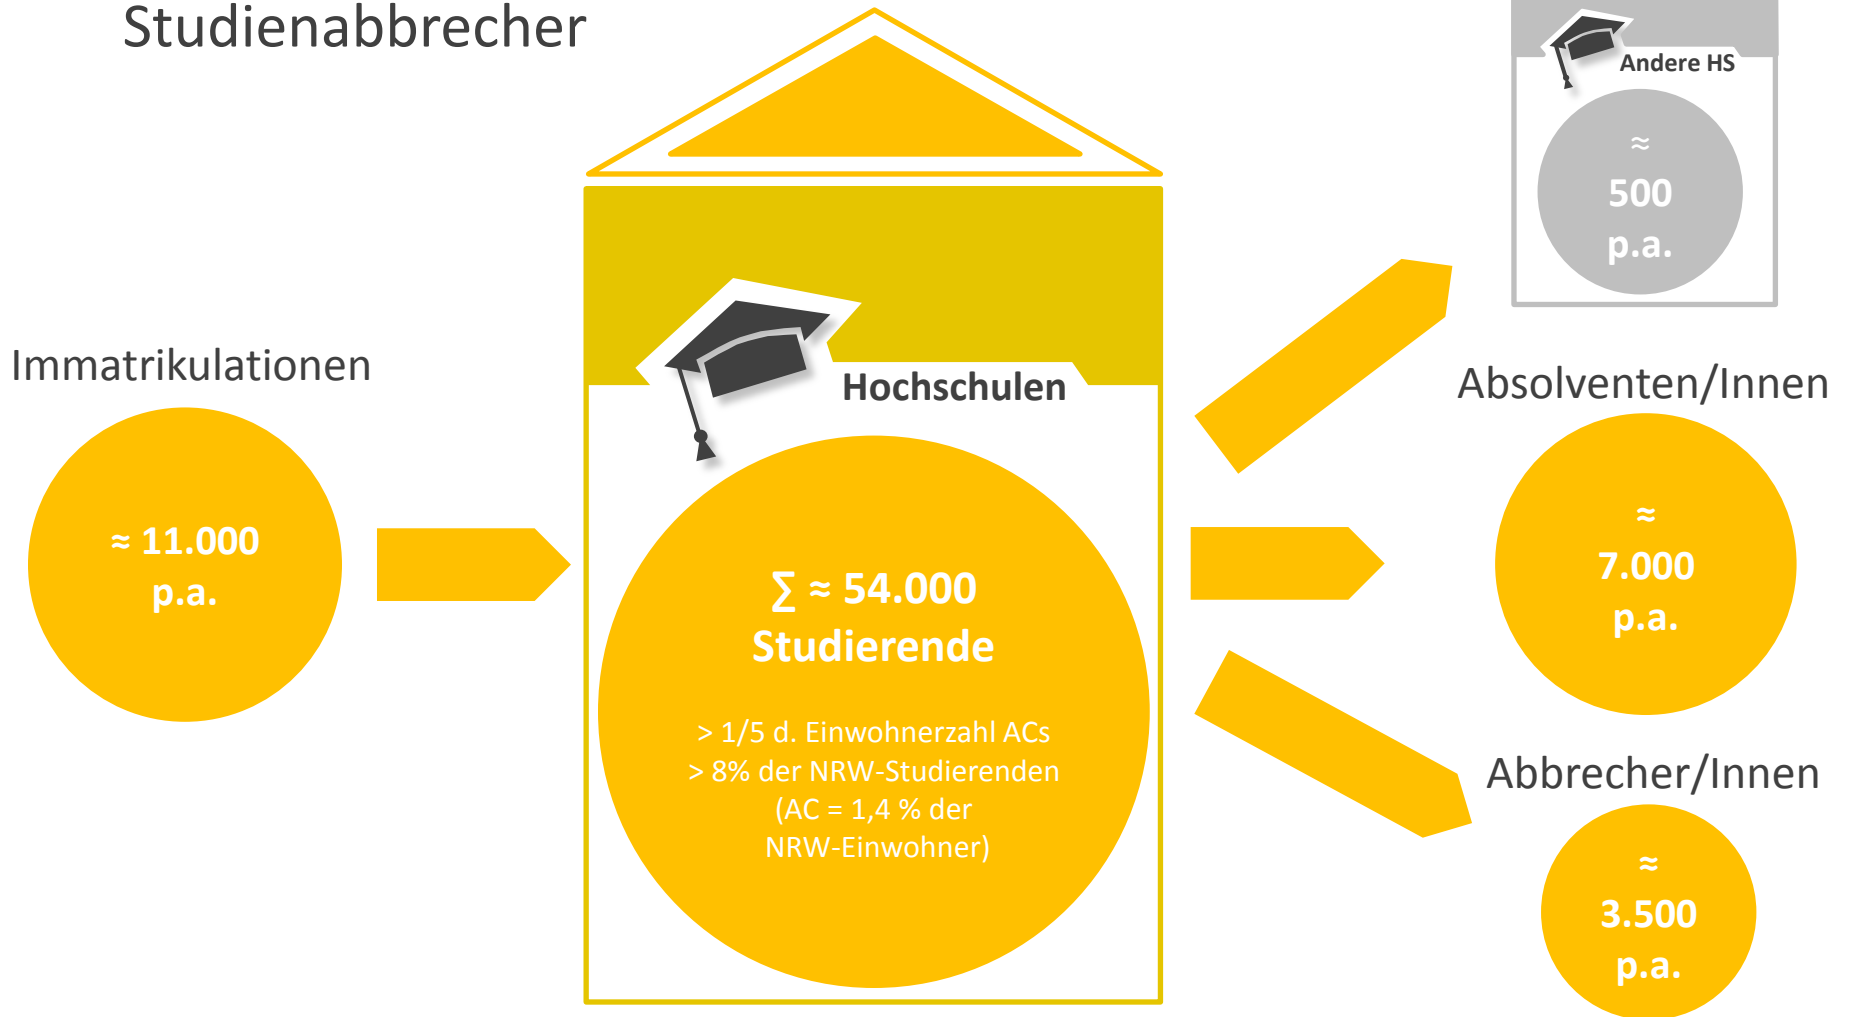 Studienabbrecher
Immatrikulationen
≈ 11.000
p.a.
Hochschulen
∑ ≈ 54.000
Studierende
> 1/5 d. Einwohnerzahl ACs
> 8% der NRW-Studierenden
(AC = 1,4 % der
NRW-Einwohner)
Andere HS
≈
500
p.a.
Absolventen/Innen
≈
7.000
p.a.
Abbrecher/Innen
≈
3.500
p.a.